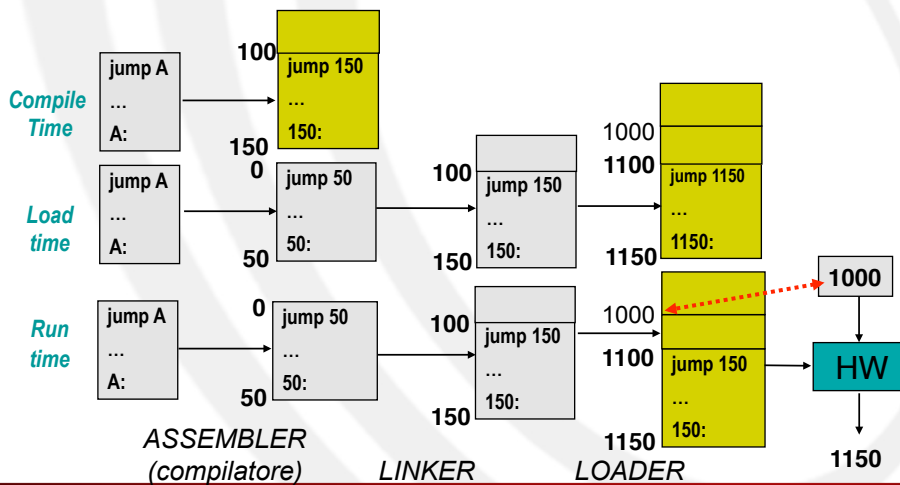 Compile
Time
jump A
...
A:
100
jump 150
...
150:
150
Load
time
jump A
...
A:
0
jump 50
...
50:
50
100
jump 150
...
150:
150
1000
1100
jump 1150
...
1150:
1150
Run
time
jump A
...
A:
0
jump 50
...
50:
50
100
jump 150
...
150:
150
1000
1100
jump 150
...
150:
1150
1000
HW
1150
ASSEMBLER
(compilatore)
LINKER
LOADER